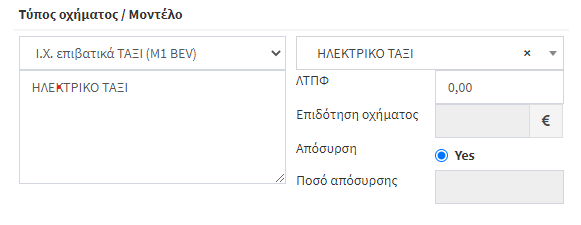 Τύπος οχήματος / Μοντέλο
Ι.Χ. επιβατικά ΤΑΞΙ (M1 BEV)
ΗΛΕΚΤΡΙΚΟ ΤΑΞΙ ×
ΗΛΕΚΤΡΙΚΟ ΤΑΞΙ
ΛΤΠΦ
0,00
Επιδότηση οχήματος
€
Απόσυρση
Yes
Ποσό απόσυρσης